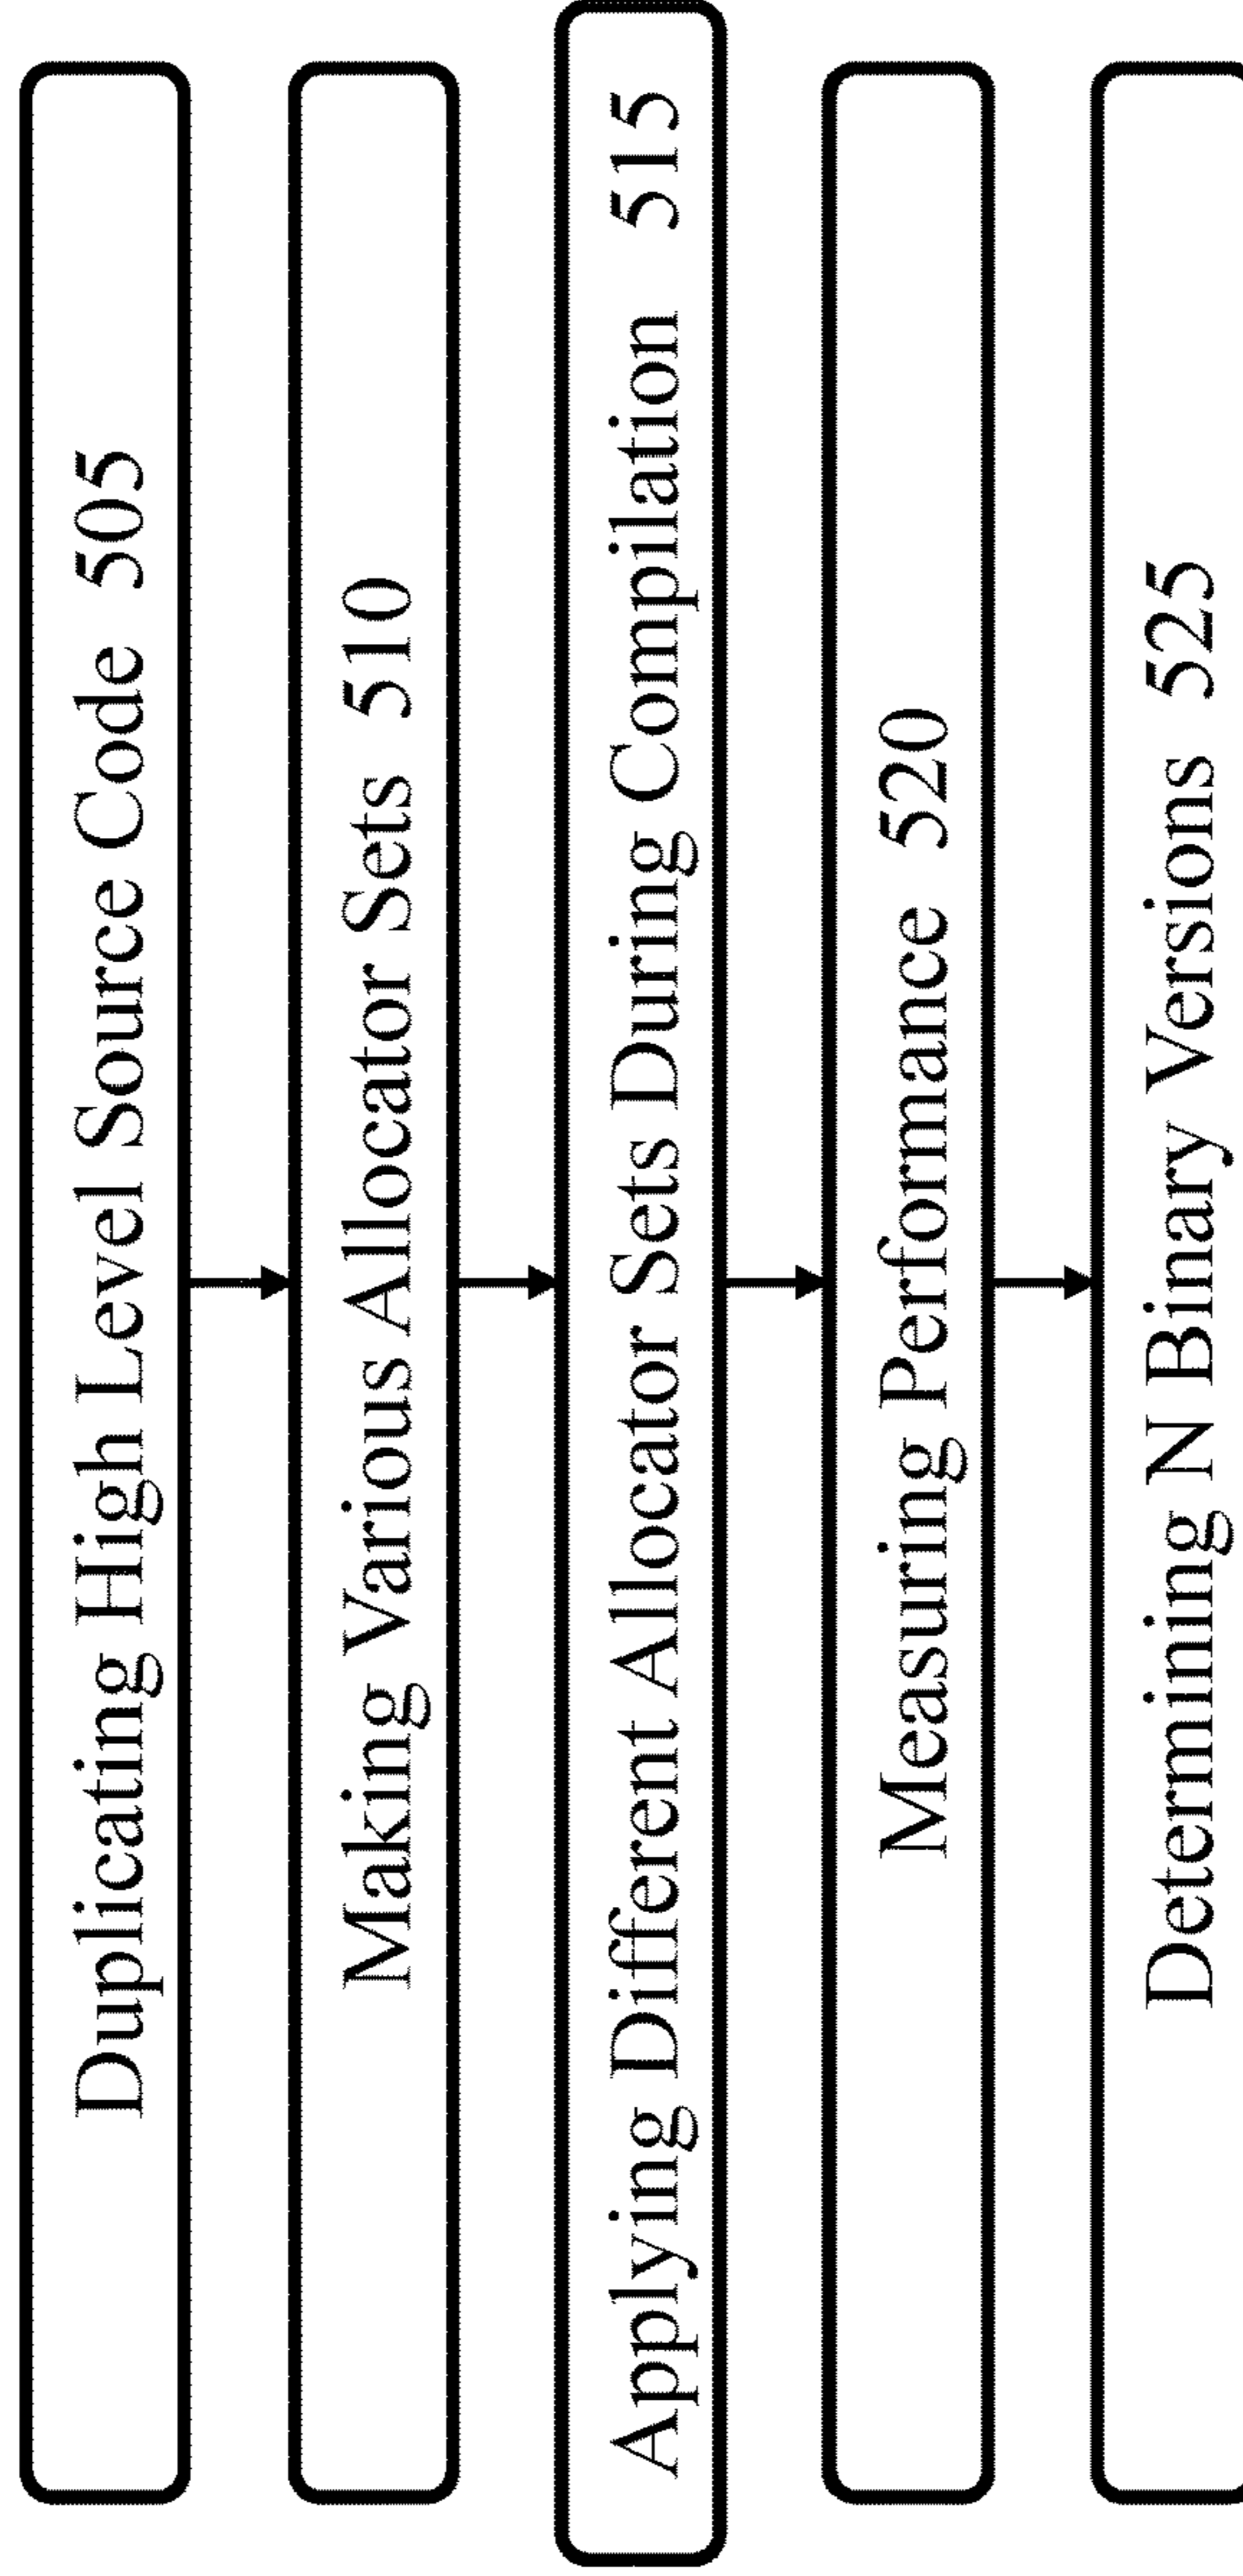 Duplicating High Level Source Code 505
Making Various Allocator Sets 510
Applying Different Allocator Sets During Compilation 515
Measuring Performance 520
Determining N Binary Versions 525